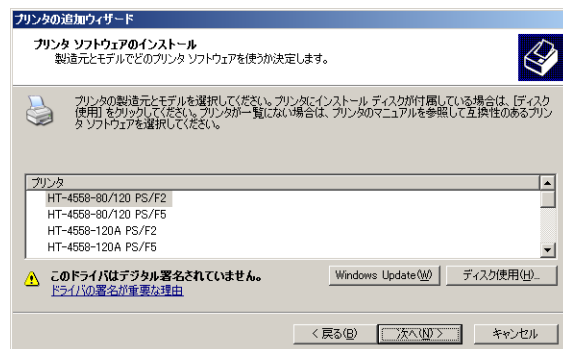 プリンタの追加ウィザード
プリンタ ソフトウェアのインストール
製造元とモデルでどのプリンタ ソフトウェアを使うか決定します。
プリンタの製造元とモデルを選択してください。プリンタにインストール ディスクが付属している場合は、[ディスク
使用] をクリックしてください。プリンタが一覧にない場合は、プリンタのマニュアルを参照して互換性のあるプリン
タ ソフトウェアを選択してください。
プリンタ
HT-4558-80/120 PS/F2
HT-4558-80/120 PS/F5
HT-4558-120A PS/F2
HT-4558-120A PS/F5
このドライバはデジタル署名されていません。
Windows Update(W)
ディスク使用(H)...
ドライバの署名が重要な理由
< 戻る(B)
次へ(N) >
キャンセル